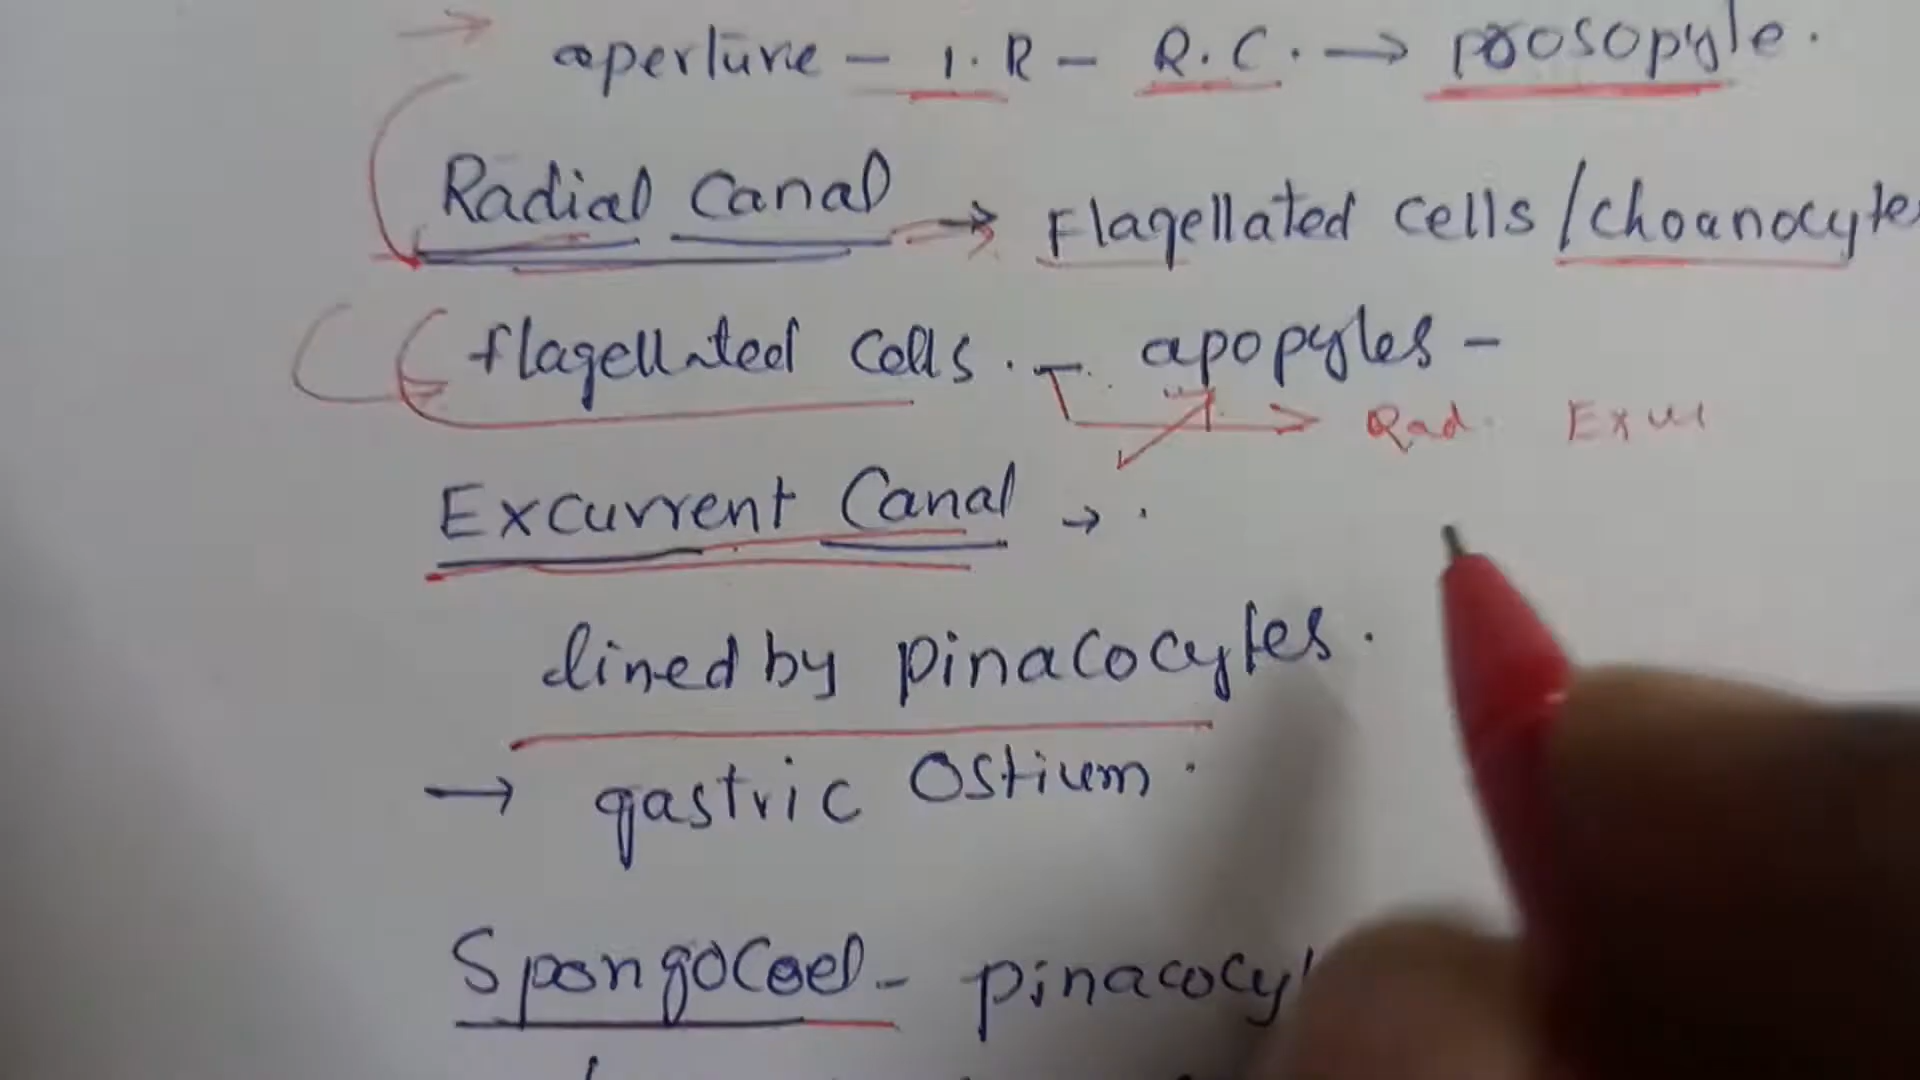 aperture - I.R - R.C. → prosopyle.
Radial Canal → Flagellated cells / choanocyte
flagellated cells. - apopyles -
Rad. Excu
Excurrent Canal → .
lined by pinacocytes.
→ gastric Ostium.
Spongocoel - pinacocy